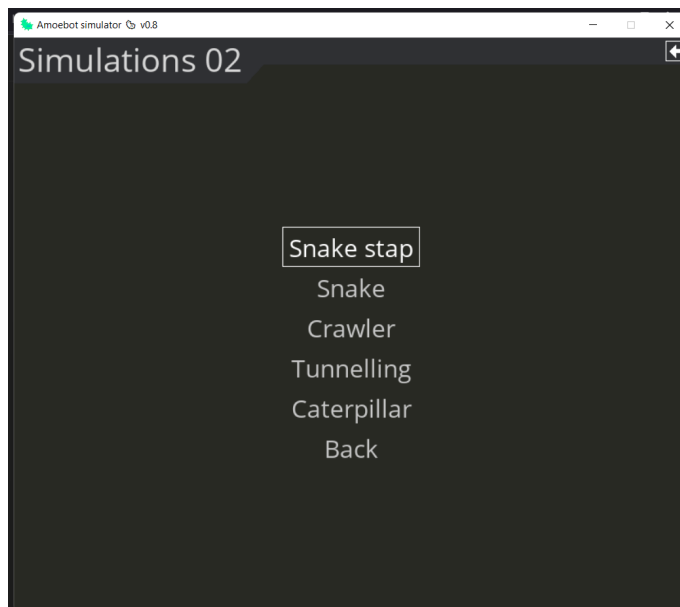 Amoebot simulator v0.8
Simulations 02
Snake stap
Snake
Crawler
Tunnelling
Caterpillar
Back